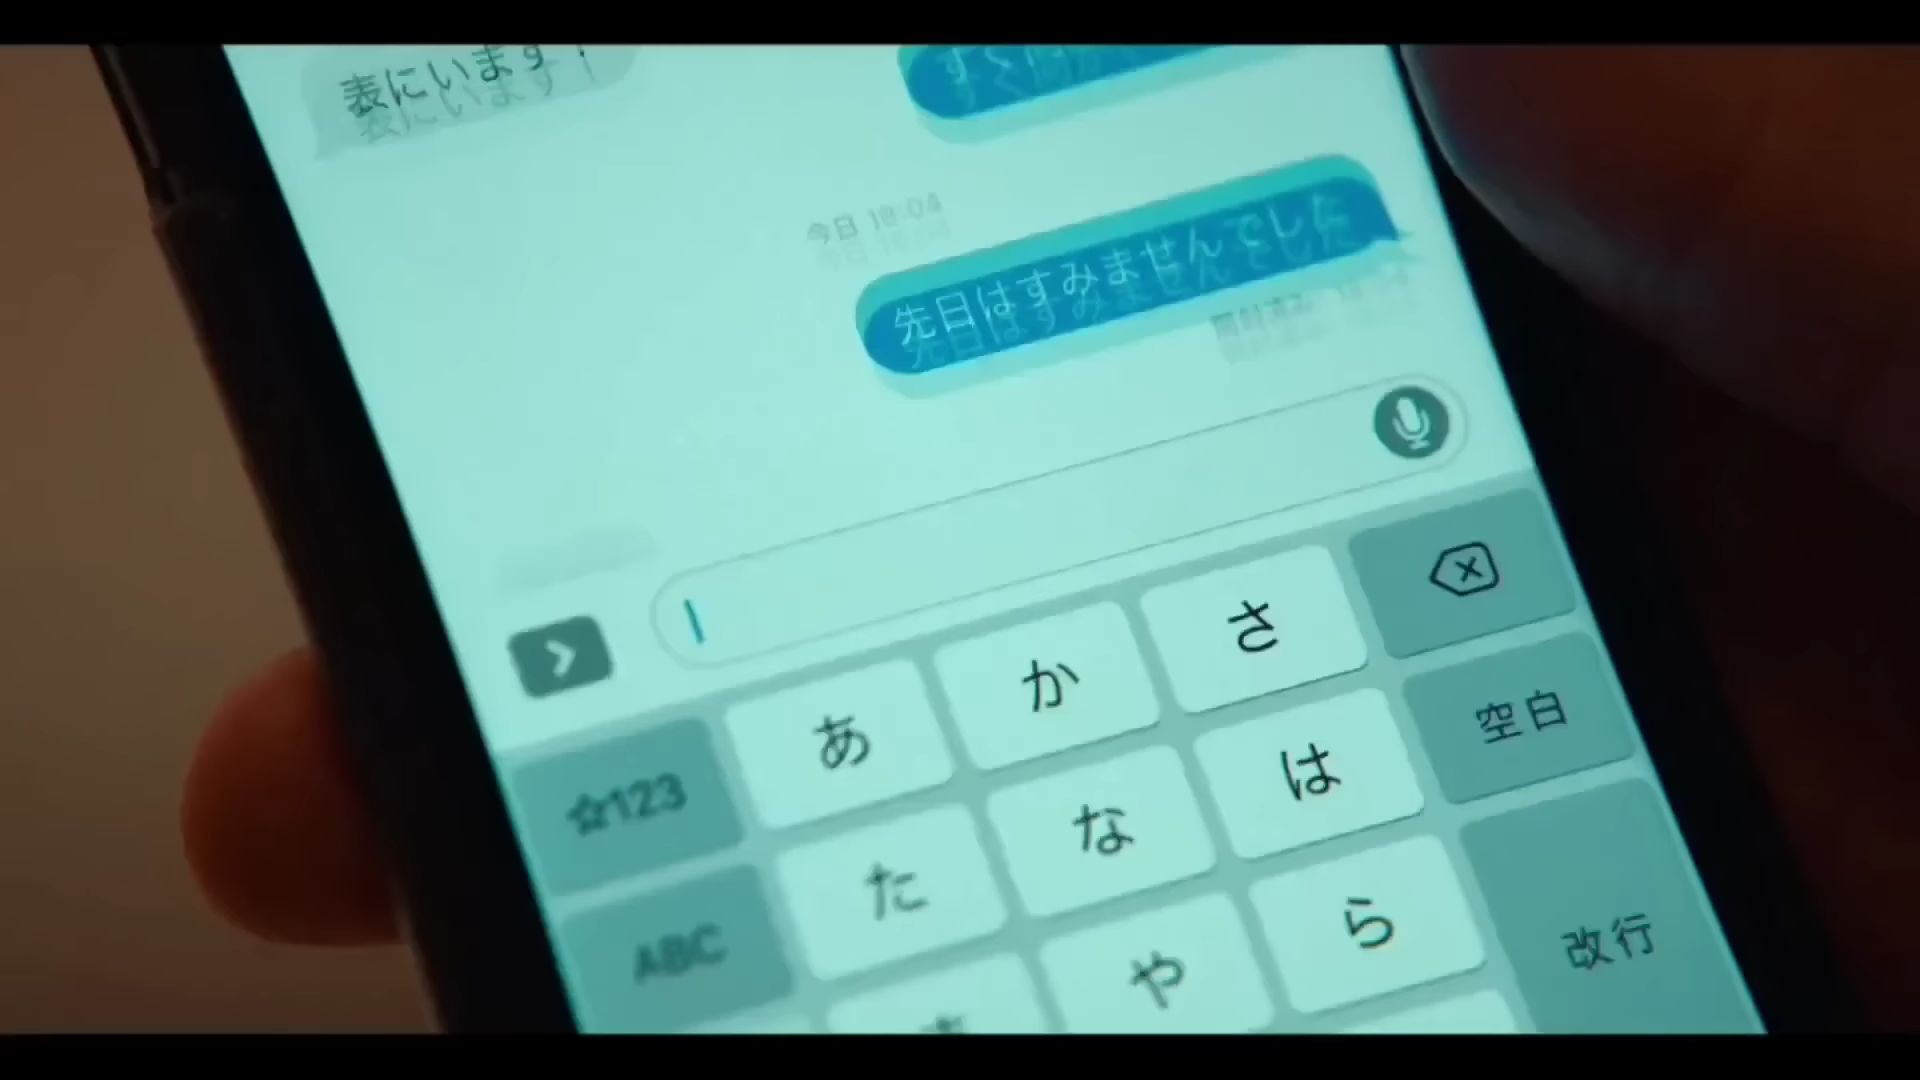 表にいます！
今日 18:04
先日はすみませんでした
あ
か
さ
☆123
た
な
は
空白
ABC
や
ら
改行